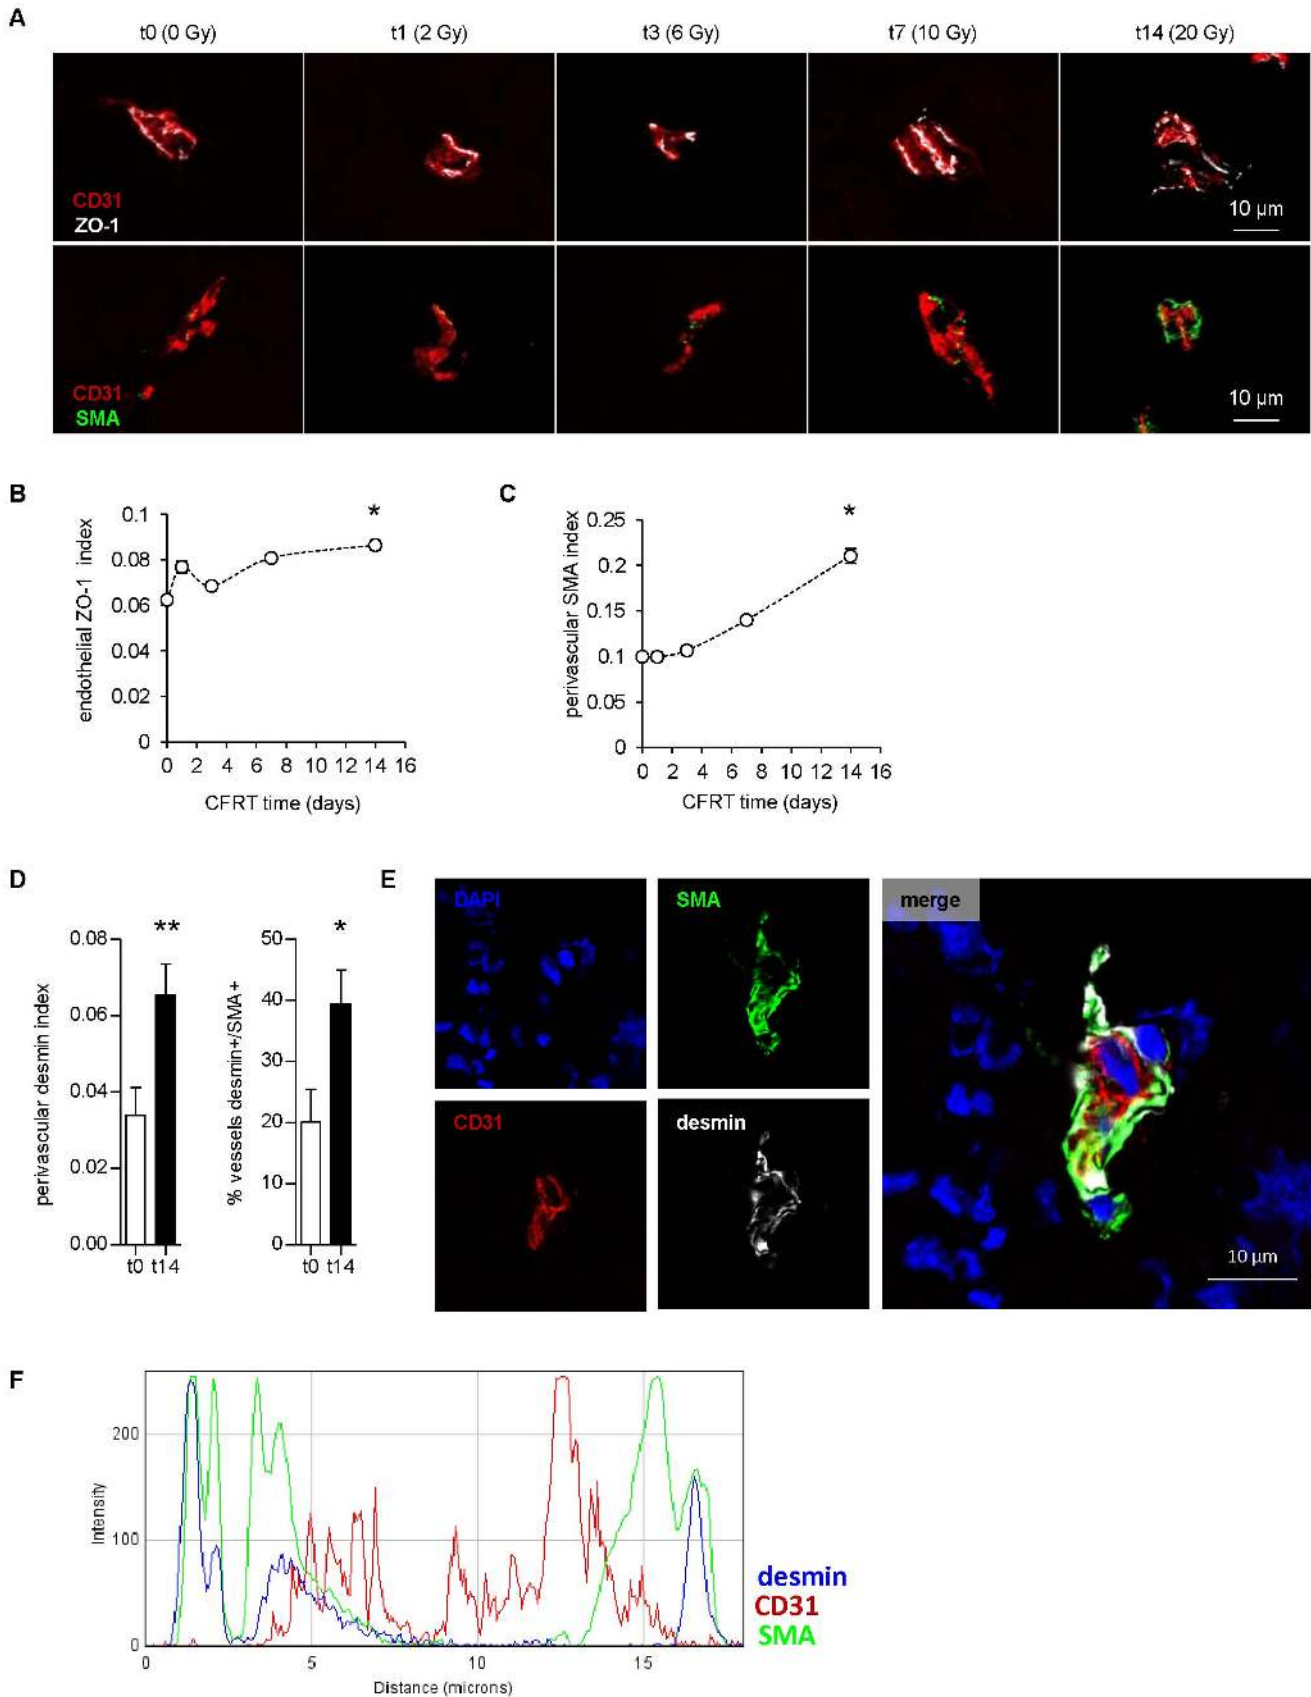 A
t0 (0 Gy) t1 (2 Gy) t3 (6 Gy) t7 (10 Gy) t14 (20 Gy)
CD31
ZO-1
10 µm
CD31
SMA
10 µm
B
endothelial ZO-1 index
0.1
0.08
0.06
0.04
0.02
0
*
0 2 4 6 8 10 12 14 16
CFRT time (days)
C
perivascular SMA index
0.25
0.2
0.15
0.1
0.05
0
*
0 2 4 6 8 10 12 14 16
CFRT time (days)
D
perivascular desmin index
0.08
0.06
0.04
0.02
0.00
**
t0 t14
% vessels desmin+/SMA+
50
40
30
20
10
0
*
t0 t14
E
DAPI
SMA
merge
CD31
desmin
10 µm
F
Intensity
200
100
0
0 5 10 15
Distance (microns)
desmin
CD31
SMA